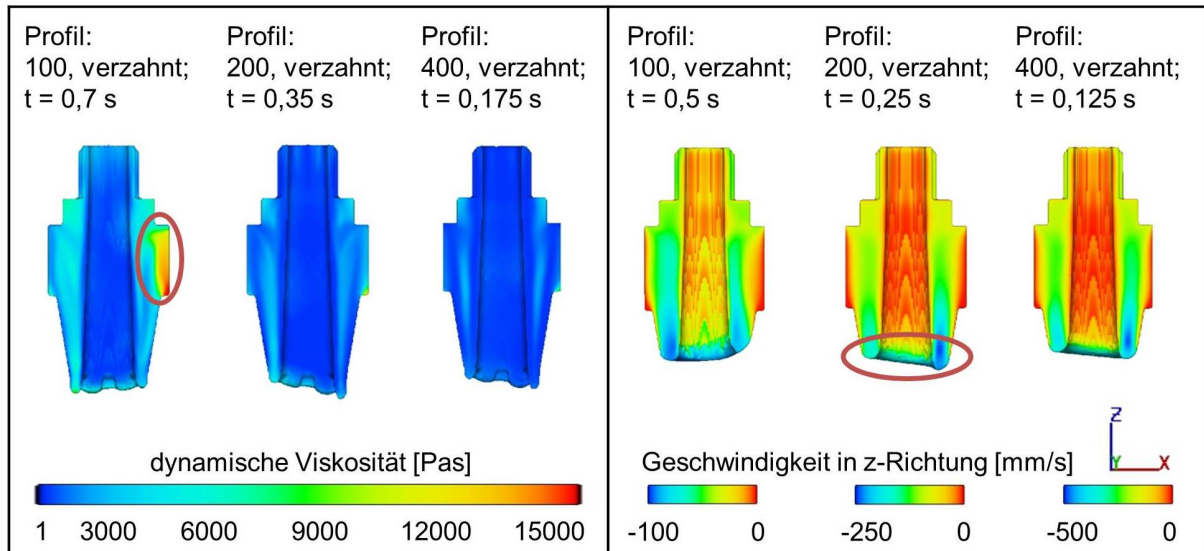 Profil:
100, verzahnt;
t = 0,7 s
Profil:
200, verzahnt;
t = 0,35 s
Profil:
400, verzahnt;
t = 0,175 s
dynamische Viskosität [Pas]
1 3000 6000 9000 12000 15000
Profil:
100, verzahnt;
t = 0,5 s
Profil:
200, verzahnt;
t = 0,25 s
Profil:
400, verzahnt;
t = 0,125 s
Z
Y X
Geschwindigkeit in z-Richtung [mm/s]
-100 0 -250 0 -500 0